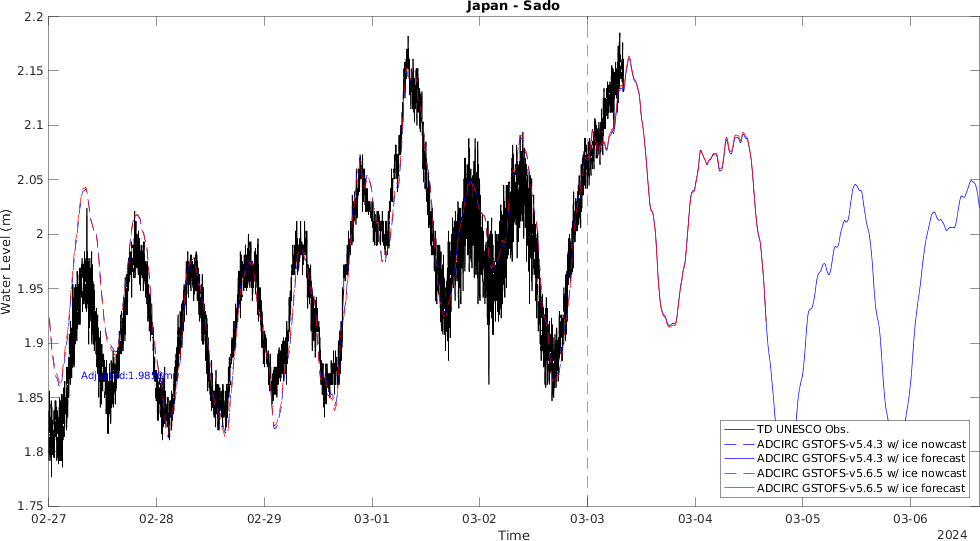 Japan - Sado
2.2
2.15
2.1
2.05
2
1.95
1.9
1.85
1.8
1.75
Water Level (m)
02-27
02-28
02-29
03-01
03-02
03-03
03-04
03-05
03-06
Time
2024
TD UNESCO Obs.
ADCIRC GSTOFS-v5.4.3 w/ ice nowcast
ADCIRC GSTOFS-v5.4.3 w/ ice forecast
ADCIRC GSTOFS-v5.6.5 w/ ice nowcast
ADCIRC GSTOFS-v5.6.5 w/ ice forecast